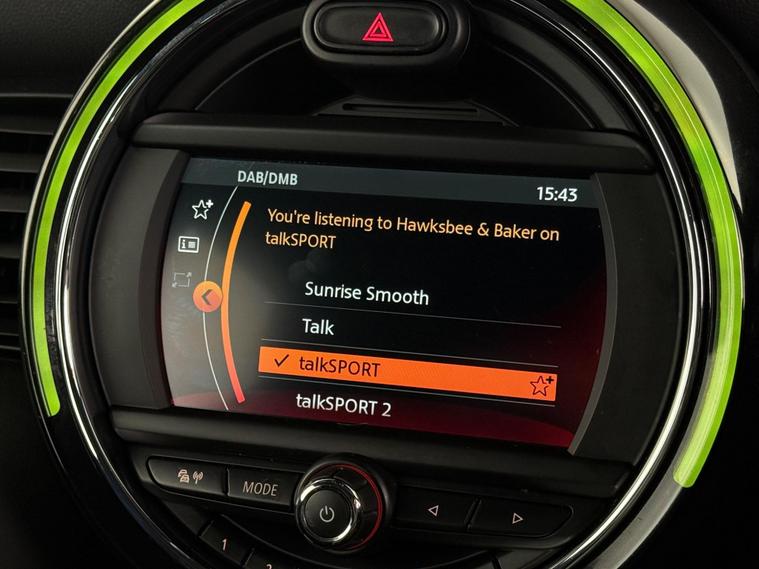 DAB/DMB
15:43
You're listening to Hawksbee & Baker on
talkSPORT
Sunrise Smooth
Talk
talkSPORT
talkSPORT 2
MODE
1
2